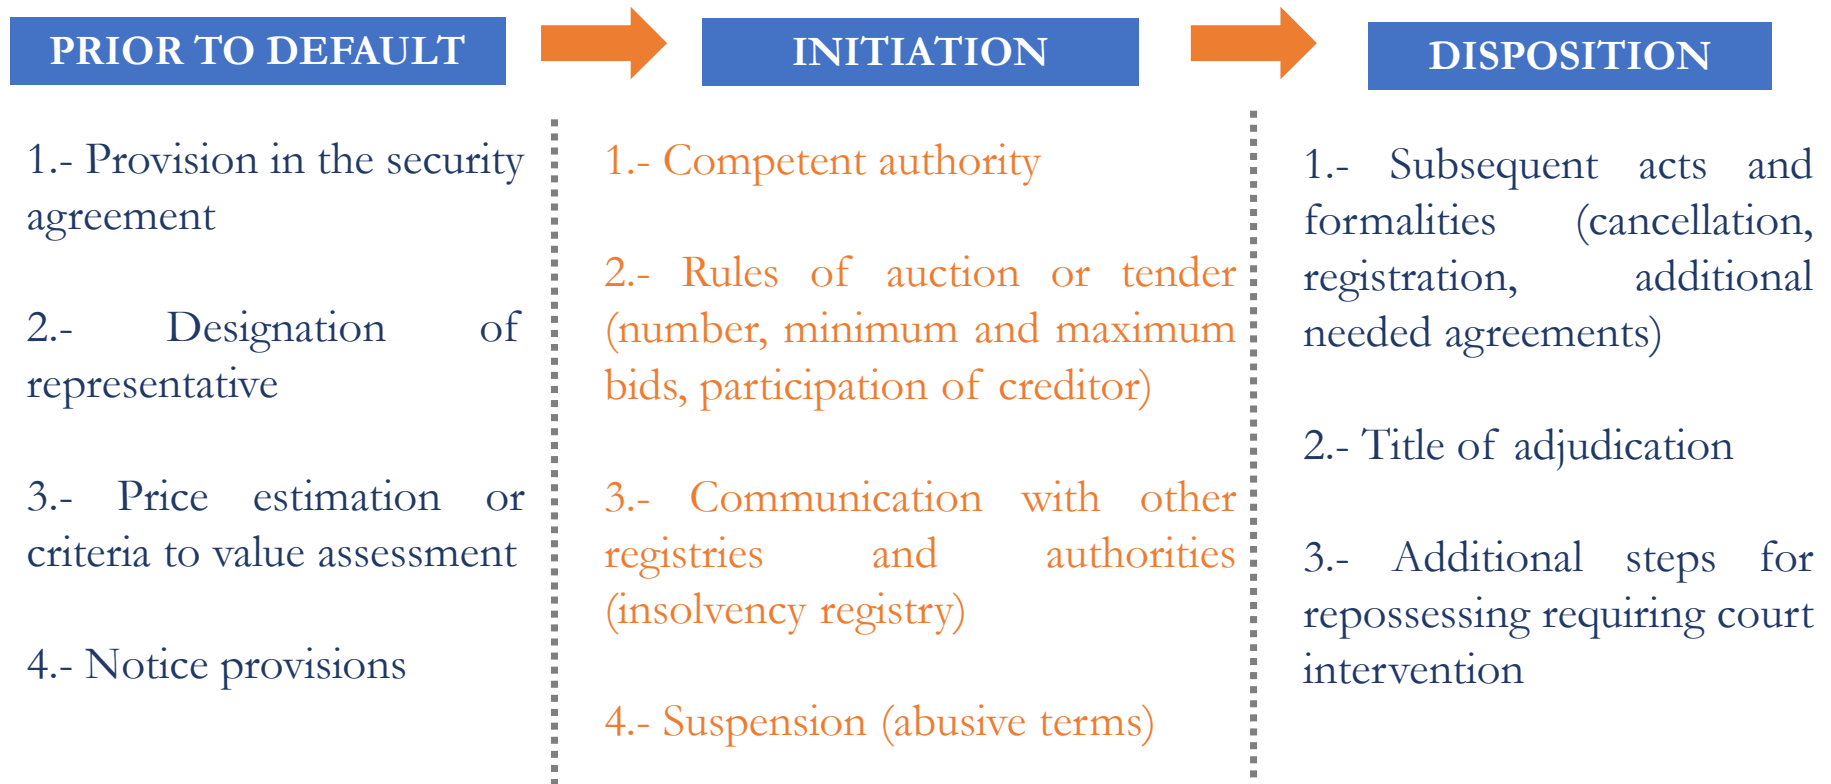 PRIOR TO DEFAULT
1.- Provision in the security
agreement
2.- Designation of
representative
3.- Price estimation or
criteria to value assessment
4.- Notice provisions
INITIATION
1.- Competent authority
2.- Rules of auction or tender
(number, minimum and maximum
bids, participation of creditor)
3.- Communication with other
registries and authorities
(insolvency registry)
4.- Suspension (abusive terms)
DISPOSITION
1.- Subsequent acts and
formalities (cancellation,
registration, additional
needed agreements)
2.- Title of adjudication
3.- Additional steps for
repossessing requiring court
intervention